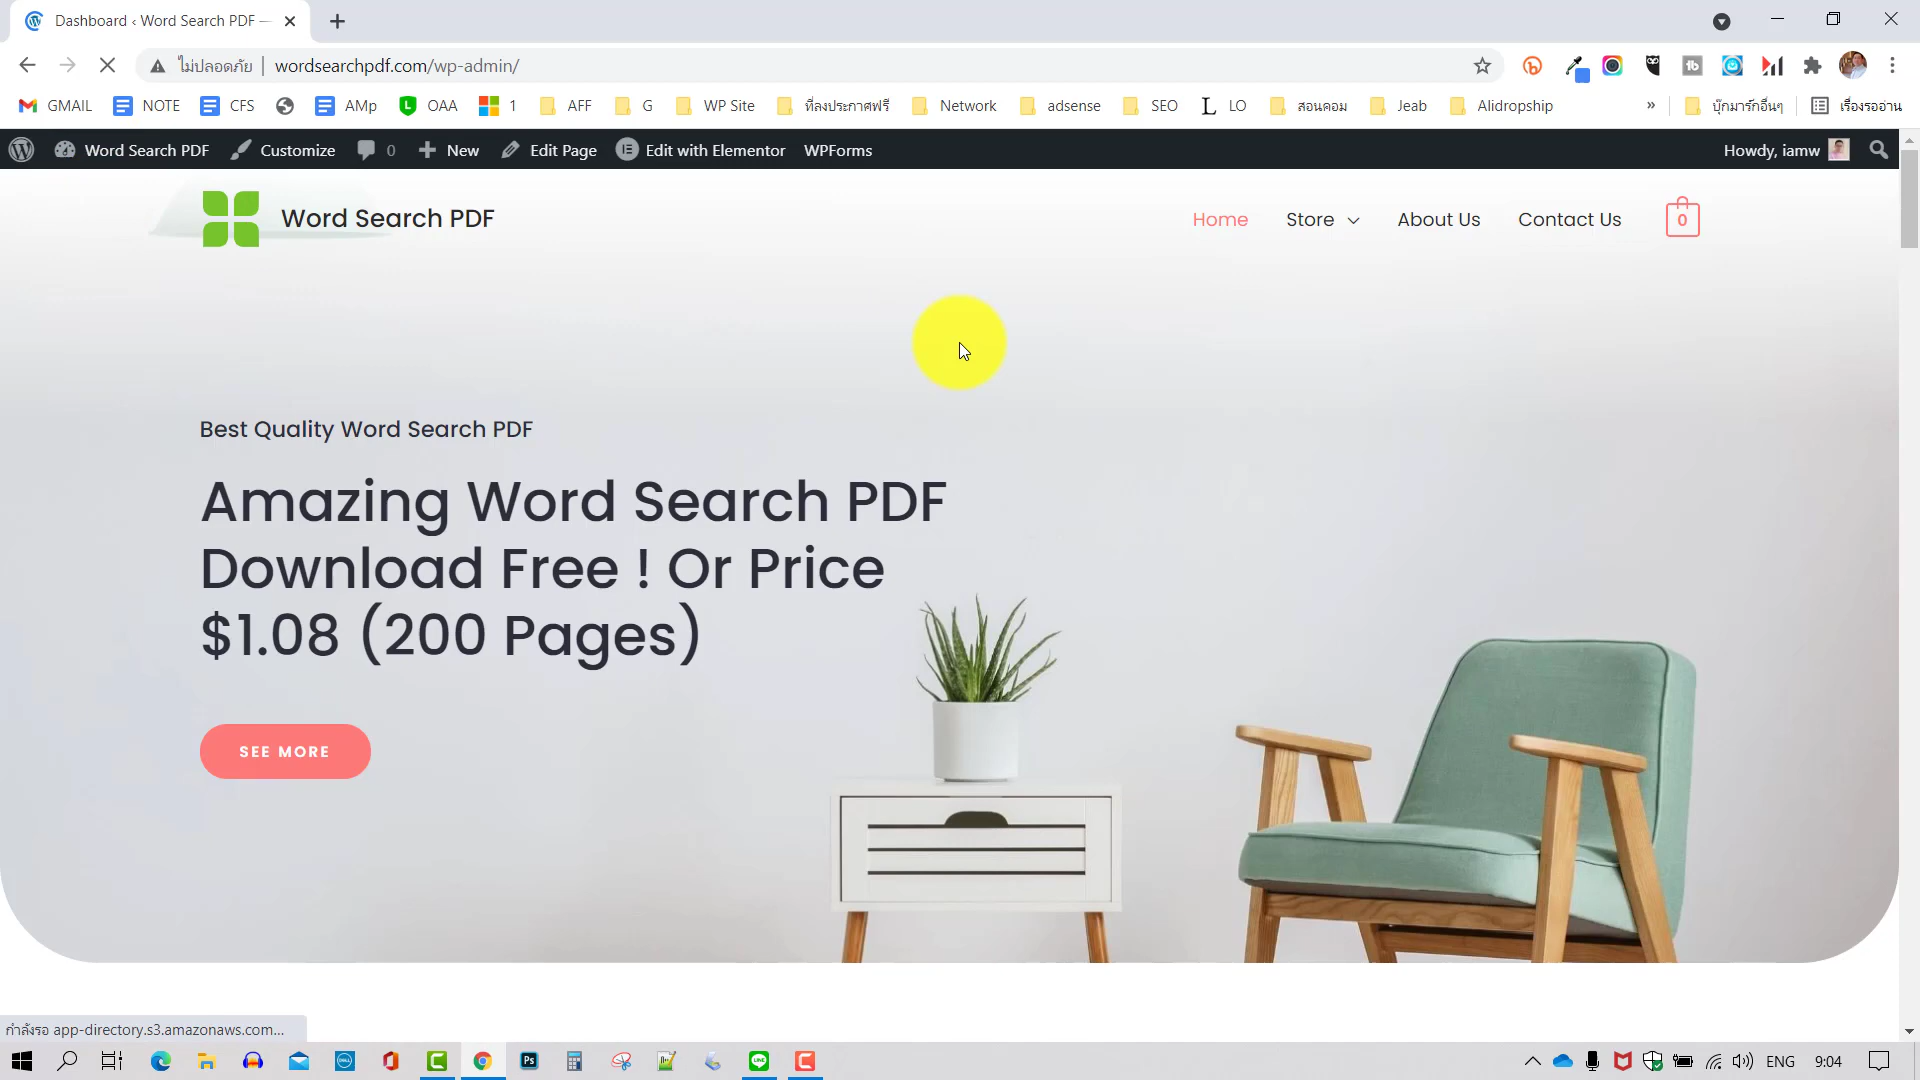 Dashboard ‹ Word Search PDF —
ไม่ปลอดภัย wordsearchpdf.com/wp-admin/
GMAIL NOTE CFS AMp OAA 1 AFF G WP Site ที่ลงประกาศฟรี Network adsense SEO LO สอนคอม Jeab Alidropship » บุ๊กมาร์กอื่นๆ เรื่องรออ่าน
Word Search PDF Customize 0 New Edit Page Edit with Elementor WPForms Howdy, iamw
Word Search PDF Home Store About Us Contact Us 0
Best Quality Word Search PDF
Amazing Word Search PDF
Download Free ! Or Price
$1.08 (200 Pages)
SEE MORE
กำลังรอ app-directory.s3.amazonaws.com...
ENG 9:04